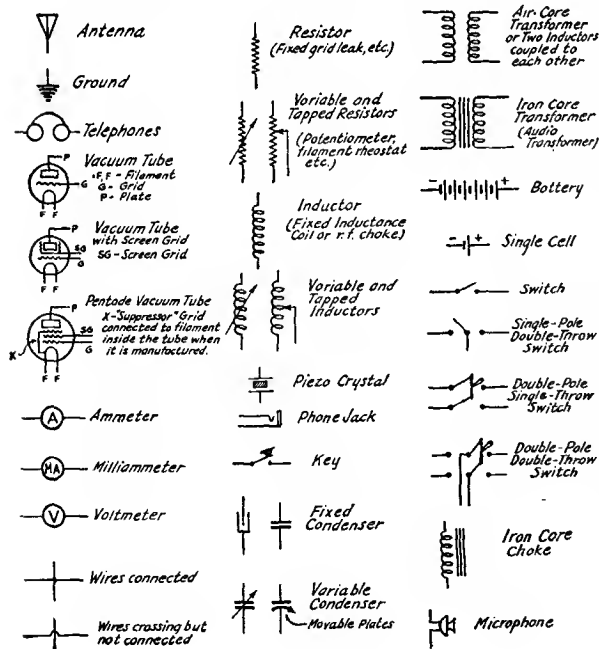 Antenna
Ground
Telephones
P
G
F F
Vacuum Tube
F, F - Filament
G - Grid
P - Plate
P
SG
G
F F
Vacuum Tube
with Screen Grid
SG - Screen Grid
P
SG
G
X
F F
Pentode Vacuum Tube
X-"Suppressor" Grid
connected to filament
inside the tube when
it is manufactured.
A
Ammeter
MA
Milliammeter
V
Voltmeter
Wires connected
Wires crossing but
not connected
Resistor
(Fixed grid leak, etc.)
Variable and
Tapped Resistors
(Potentiometer,
filament rheostat
etc.)
Inductor
(Fixed Inductance
Coil or r.f. choke)
Variable and
Tapped
Inductors
Piezo Crystal
Phone Jack
Key
Fixed
Condenser
Variable
Condenser
Movable Plates
Air-Core
Transformer
or Two Inductors
coupled to
each other
Iron Core
Transformer
(Audio
Transformer)
- +
Battery
- +
Single Cell
Switch
Single-Pole
Double-Throw
Switch
Double-Pole
Single-Throw
Switch
Double-Pole
Double-Throw
Switch
Iron Core
Choke
Microphone